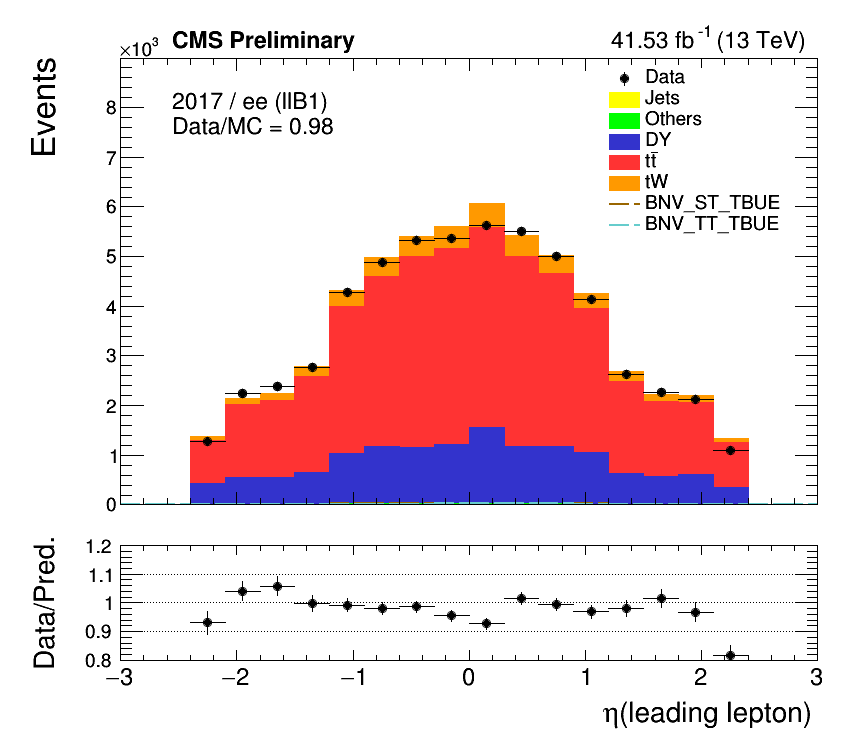 ×10³
CMS Preliminary
41.53 fb⁻¹ (13 TeV)
Events
2017 / ee (llB1)
Data/MC = 0.98
Data
Jets
Others
DY
tt̄
tW
BNV_ST_TBUE
BNV_TT_TBUE
8
7
6
5
4
3
2
1
0
Data/Pred.
1.2
1.1
1
0.9
0.8
−3 −2 −1 0 1 2 3
η(leading lepton)